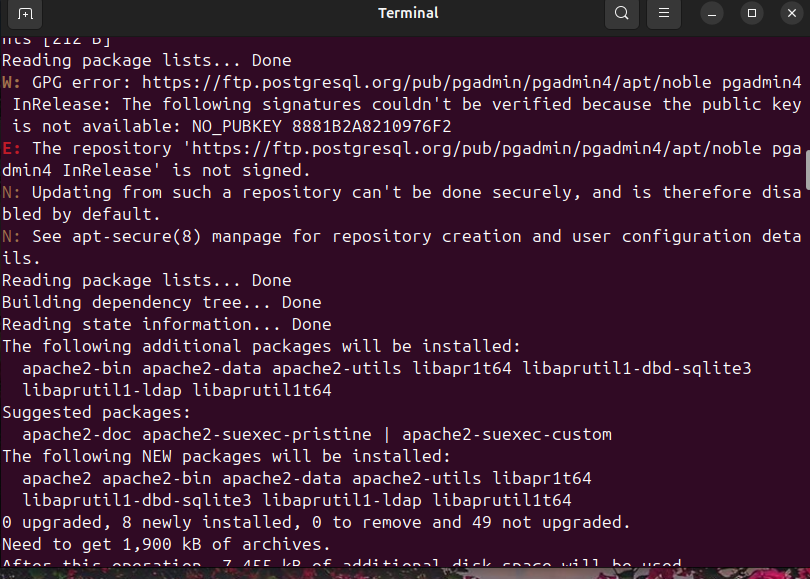 Terminal
nts [212 B]
Reading package lists... Done
W: GPG error: https://ftp.postgresql.org/pub/pgadmin/pgadmin4/apt/noble pgadmin4
 InRelease: The following signatures couldn't be verified because the public key
 is not available: NO_PUBKEY 8881B2A8210976F2
E: The repository 'https://ftp.postgresql.org/pub/pgadmin/pgadmin4/apt/noble pga
dmin4 InRelease' is not signed.
N: Updating from such a repository can't be done securely, and is therefore disa
bled by default.
N: See apt-secure(8) manpage for repository creation and user configuration deta
ils.
Reading package lists... Done
Building dependency tree... Done
Reading state information... Done
The following additional packages will be installed:
  apache2-bin apache2-data apache2-utils libapr1t64 libaprutil1-dbd-sqlite3
  libaprutil1-ldap libaprutil1t64
Suggested packages:
  apache2-doc apache2-suexec-pristine | apache2-suexec-custom
The following NEW packages will be installed:
  apache2 apache2-bin apache2-data apache2-utils libapr1t64
  libaprutil1-dbd-sqlite3 libaprutil1-ldap libaprutil1t64
0 upgraded, 8 newly installed, 0 to remove and 49 not upgraded.
Need to get 1,900 kB of archives.
After this operation, 7,455 kB of additional disk space will be used.